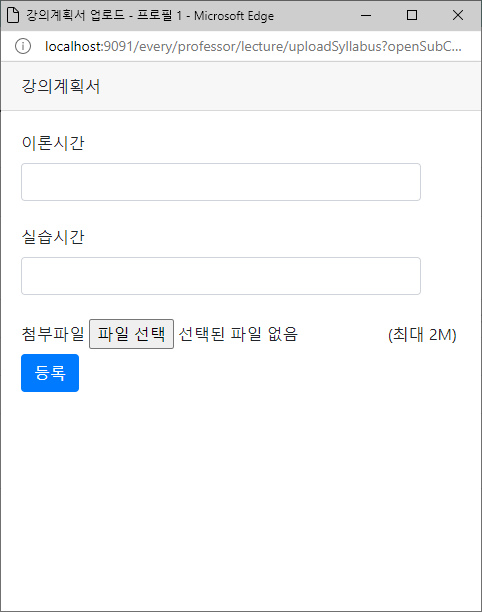 강의계획서 업로드 - 프로필 1 - Microsoft Edge
localhost:9091/every/professor/lecture/uploadSyllabus?openSubC...
강의계획서
이론시간
실습시간
첨부파일 파일 선택 선택된 파일 없음 (최대 2M)
등록